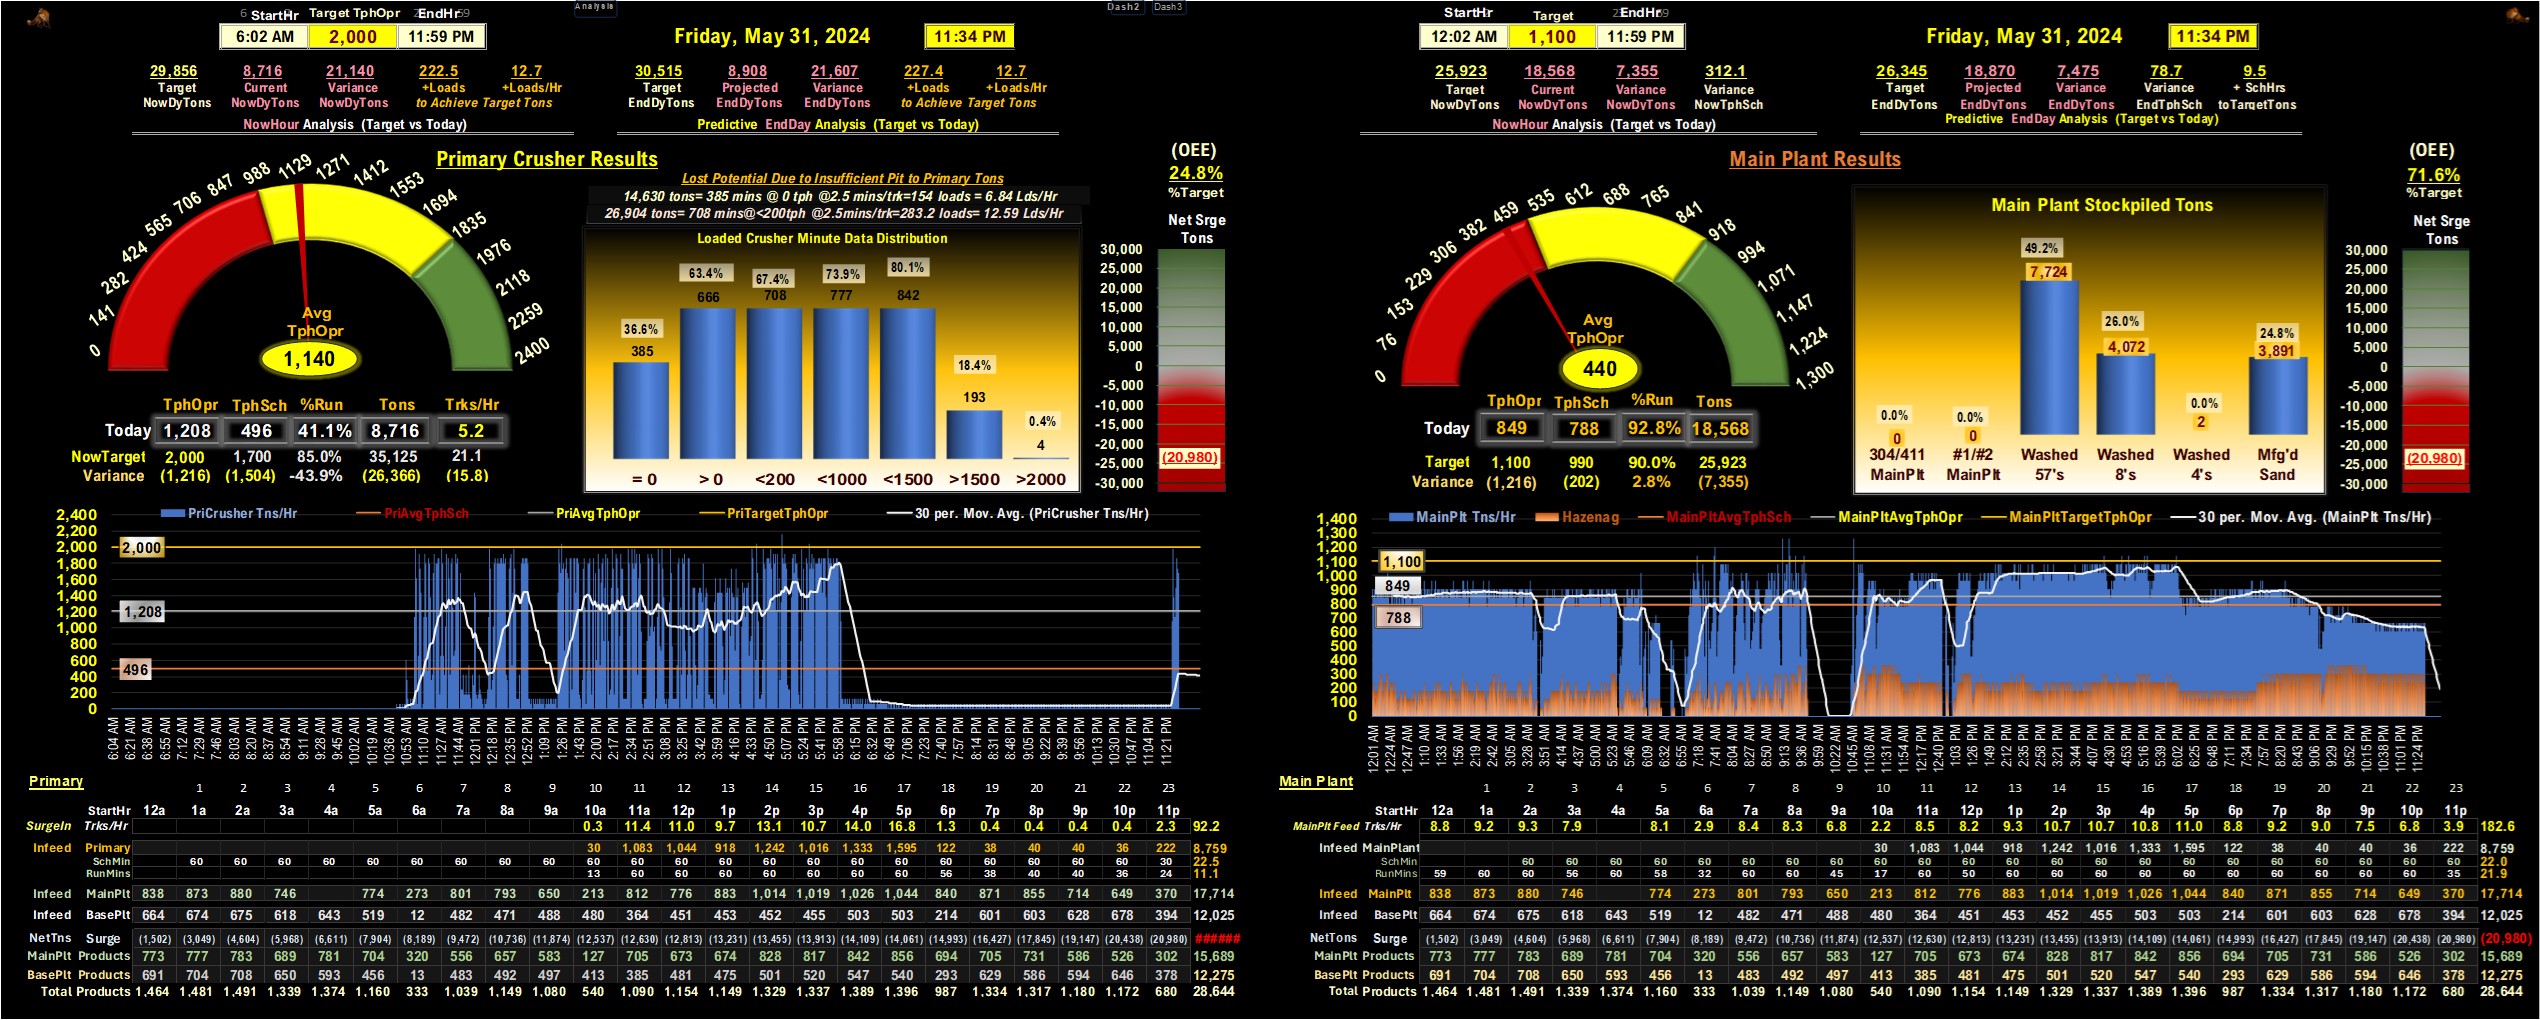 StartHr Target TphOpr EndHr
6:02 AM 2,000 11:59 PM
Analysis
Dash2 Dash3
Friday, May 31, 2024 11:34 PM
29,856 8,716 21,140 222.5 12.7
Target Current Variance +Loads +Loads/Hr
NowDyTons NowDyTons NowDyTons to Achieve Target Tons
NowHour Analysis (Target vs Today)
30,515 8,908 21,607 227.4 12.7
Target Projected Variance +Loads +Loads/Hr
EndDyTons EndDyTons EndDyTons to Achieve Target Tons
Predictive EndDay Analysis (Target vs Today)
Primary Crusher Results
0 141 282 424 565 706 847 988 1129 1271 1412 1553 1694 1835 1976 2118 2259 2400
Avg
TphOpr
1,140
TphOpr TphSch %Run Tons Trks/Hr
Today 1,208 496 41.1% 8,716 5.2
NowTarget 2,000 1,700 85.0% 35,125 21.1
Variance (1,216) (1,504) -43.9% (26,366) (15.8)
Lost Potential Due to Insufficient Pit to Primary Tons
14,630 tons= 385 mins @ 0 tph @2.5 mins/trk=154 loads = 6.84 Lds/Hr
26,904 tons= 708 mins@<200tph @2.5mins/trk=283.2 loads= 12.59 Lds/Hr
Loaded Crusher Minute Data Distribution
36.6% 63.4% 67.4% 73.9% 80.1% 18.4% 0.4%
385 666 708 777 842 193 4
= 0 > 0 <200 <1000 <1500 >1500 >2000
(OEE)
24.8%
%Target
Net Srge
Tons
30,000
25,000
20,000
15,000
10,000
5,000
0
-5,000
-10,000
-15,000
-20,000
-25,000
-30,000
(20,980)
PriCrusher Tns/Hr PriAvgTphSch PriAvgTphOpr PriTargetTphOpr 30 per. Mov. Avg. (PriCrusher Tns/Hr)
2,400
2,200
2,000
1,800
1,600
1,400
1,200
1,000
800
600
400
200
0
2,000
1,208
496
6:04 AM 6:21 AM 6:38 AM 6:55 AM 7:12 AM 7:29 AM 7:46 AM 8:03 AM 8:20 AM 8:37 AM 8:54 AM 9:11 AM 9:28 AM 9:45 AM 10:02 AM 10:19 AM 10:36 AM 10:53 AM 11:10 AM 11:27 AM 11:44 AM 12:01 PM 12:18 PM 12:35 PM 12:52 PM 1:09 PM 1:26 PM 1:43 PM 2:00 PM 2:17 PM 2:34 PM 2:51 PM 3:08 PM 3:25 PM 3:42 PM 3:59 PM 4:16 PM 4:33 PM 4:50 PM 5:07 PM 5:24 PM 5:41 PM 5:58 PM 6:15 PM 6:32 PM 6:49 PM 7:06 PM 7:23 PM 7:40 PM 7:57 PM 8:14 PM 8:31 PM 8:48 PM 9:05 PM 9:22 PM 9:39 PM 9:56 PM 10:13 PM 10:30 PM 10:47 PM 11:04 PM 11:21 PM
Primary
1 2 3 4 5 6 7 8 9 10 11 12 13 14 15 16 17 18 19 20 21 22 23
StartHr 12a 1a 2a 3a 4a 5a 6a 7a 8a 9a 10a 11a 12p 1p 2p 3p 4p 5p 6p 7p 8p 9p 10p 11p
SurgeIn Trks/Hr 0.3 11.4 11.0 9.7 13.1 10.7 14.0 16.8 1.3 0.4 0.4 0.4 0.4 2.3 92.2
Infeed Primary 30 1,083 1,044 918 1,242 1,016 1,333 1,595 122 38 40 40 36 222 8,759
SchMin 60 60 60 60 60 60 60 60 60 60 60 60 60 60 60 60 60 60 60 60 60 60 30 22.5
RunMins 13 60 60 60 60 60 60 60 56 38 40 40 36 24 11.1
Infeed MainPlt 838 873 880 746 774 273 801 793 650 213 812 776 883 1,014 1,019 1,026 1,044 840 871 855 714 649 370 17,714
Infeed BasePlt 664 674 675 618 643 519 12 482 471 488 480 364 451 453 452 455 503 503 214 601 603 628 678 394 12,025
NetTns Surge (1,502) (3,049) (4,604) (5,968) (6,611) (7,904) (8,189) (9,472) (10,736) (11,874) (12,537) (12,630) (12,813) (13,231) (13,455) (13,913) (14,109) (14,061) (14,993) (16,427) (17,845) (19,147) (20,438) (20,980) ######
MainPlt Products 773 777 783 689 781 704 320 556 657 583 127 705 673 674 828 817 842 856 694 705 731 586 526 302 15,689
BasePlt Products 691 704 708 650 593 456 13 483 492 497 413 385 481 475 501 520 547 540 293 629 586 594 646 378 12,275
Total Products 1,464 1,481 1,491 1,339 1,374 1,160 333 1,039 1,149 1,080 540 1,090 1,154 1,149 1,329 1,337 1,389 1,396 987 1,334 1,317 1,180 1,172 680 28,644
StartHr Target EndHr
12:02 AM 1,100 11:59 PM
Friday, May 31, 2024 11:34 PM
25,923 18,568 7,355 312.1
Target Current Variance Variance
NowDyTons NowDyTons NowDyTons NowTphSch
NowHour Analysis (Target vs Today)
26,345 18,870 7,475 78.7 9.5
Target Projected Variance Variance + SchHrs
EndDyTons EndDyTons EndDyTons EndTphSch toTargetTons
Predictive EndDay Analysis (Target vs Today)
Main Plant Results
0 76 153 229 306 382 459 535 612 688 765 841 918 994 1,071 1,147 1,224 1,300
Avg
TphOpr
440
TphOpr TphSch %Run Tons
Today 849 788 92.8% 18,568
Target 1,100 990 90.0% 25,923
Variance (1,216) (202) 2.8% (7,355)
Main Plant Stockpiled Tons
0.0% 0.0% 49.2% 26.0% 0.0% 24.8%
0 0 7,724 4,072 2 3,891
304/411 #1/#2 Washed Washed Washed Mfg'd
MainPlt MainPlt 57's 8's 4's Sand
(OEE)
71.6%
%Target
Net Srge
Tons
30,000
25,000
20,000
15,000
10,000
5,000
0
-5,000
-10,000
-15,000
-20,000
-25,000
-30,000
(20,980)
MainPlt Tns/Hr Hazenag MainPltAvgTphSch MainPltAvgTphOpr MainPltTargetTphOpr 30 per. Mov. Avg. (MainPlt Tns/Hr)
1,400
1,300
1,200
1,100
1,000
900
800
700
600
500
400
300
200
100
0
1,100
849
788
12:01 AM 12:24 AM 12:47 AM 1:10 AM 1:33 AM 1:56 AM 2:19 AM 2:42 AM 3:05 AM 3:28 AM 3:51 AM 4:14 AM 4:37 AM 5:00 AM 5:23 AM 5:46 AM 6:09 AM 6:32 AM 6:55 AM 7:18 AM 7:41 AM 8:04 AM 8:27 AM 8:50 AM 9:13 AM 9:36 AM 9:59 AM 10:22 AM 10:45 AM 11:08 AM 11:31 AM 11:54 AM 12:17 PM 12:40 PM 1:03 PM 1:26 PM 1:49 PM 2:12 PM 2:35 PM 2:58 PM 3:21 PM 3:44 PM 4:07 PM 4:30 PM 4:53 PM 5:16 PM 5:39 PM 6:02 PM 6:25 PM 6:48 PM 7:11 PM 7:34 PM 7:57 PM 8:20 PM 8:43 PM 9:06 PM 9:29 PM 9:52 PM 10:15 PM 10:38 PM 11:01 PM 11:24 PM
Main Plant
1 2 3 4 5 6 7 8 9 10 11 12 13 14 15 16 17 18 19 20 21 22 23
StartHr 12a 1a 2a 3a 4a 5a 6a 7a 8a 9a 10a 11a 12p 1p 2p 3p 4p 5p 6p 7p 8p 9p 10p 11p
MainPlt Feed Trks/Hr 8.8 9.2 9.3 7.9 8.1 2.9 8.4 8.3 6.8 2.2 8.5 8.2 9.3 10.7 10.7 10.8 11.0 8.8 9.2 9.0 7.5 6.8 3.9 182.6
Infeed MainPlant 30 1,083 1,044 918 1,242 1,016 1,333 1,595 122 38 40 40 36 222 8,759
SchMin 60 60 60 60 60 60 60 60 60 60 60 60 60 60 60 60 60 60 60 60 60 60 22.0
RunMins 59 60 60 56 60 58 32 60 60 45 17 60 50 60 60 60 60 60 60 60 60 60 60 35 21.9
Infeed MainPlt 838 873 880 746 774 273 801 793 650 213 812 776 883 1,014 1,019 1,026 1,044 840 871 855 714 649 370 17,714
Infeed BasePlt 664 674 675 618 643 519 12 482 471 488 480 364 451 453 452 455 503 503 214 601 603 628 678 394 12,025
NetTons Surge (1,502) (3,049) (4,604) (5,968) (6,611) (7,904) (8,189) (9,472) (10,736) (11,874) (12,537) (12,630) (12,813) (13,231) (13,455) (13,913) (14,109) (14,061) (14,993) (16,427) (17,845) (19,147) (20,438) (20,980) (20,980)
MainPlt Products 773 777 783 689 781 704 320 556 657 583 127 705 673 674 828 817 842 856 694 705 731 586 526 302 15,689
BasePlt Products 691 704 708 650 593 456 13 483 492 497 413 385 481 475 501 520 547 540 293 629 586 594 646 378 12,275
Total Products 1,464 1,481 1,491 1,339 1,374 1,160 333 1,039 1,149 1,080 540 1,090 1,154 1,149 1,329 1,337 1,389 1,396 987 1,334 1,317 1,180 1,172 680 28,644